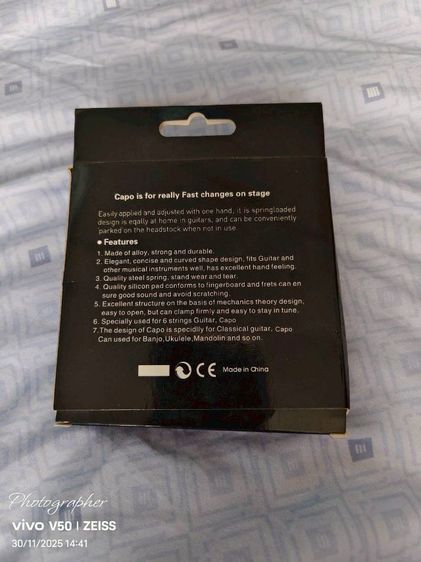 Capo is for really Fast changes on stage
Easily applied and adjusted with one hand, it is springloaded
design is eqally at home in guitars, and can be conveniently
parked on the headstock when not in use.
● Features
1. Made of alloy, strong and durable.
2. Elegant, concise and curved shape design, fits Guitar and
other musical instruments well, has excellent hand feeling.
3. Quality steel spring, stand wear and tear.
4. Quality silicon pad conforms to fingerboard and frets can en
sure good sound and avoid scratching.
5. Excellent structure on the basis of mechanics theory design,
easy to open, but can clamp firmly and easy to stay in tune.
6. Specially used for 6 strings Guitar, Capo
7. The design of Capo is specidlly for Classical guitar, Capo
Can used for Banjo,Ukulele,Mandolin and so on.
CE Made in China
Photographer
vivo V50 | ZEISS
30/11/2025 14:41